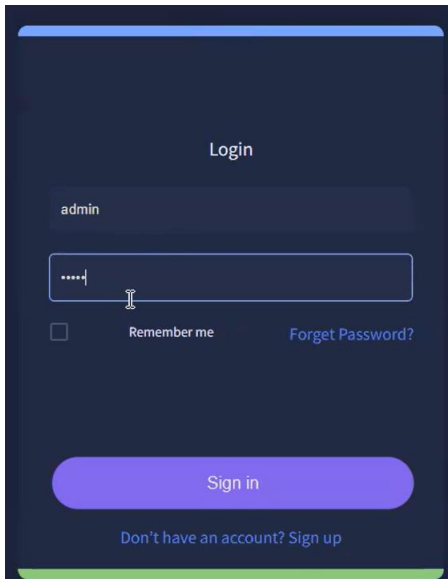 Login
admin
•••••
Remember me
Forget Password?
Sign in
Don't have an account? Sign up